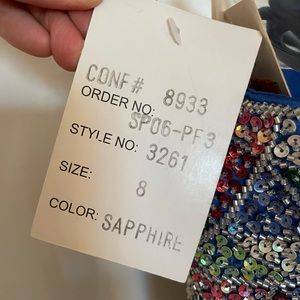 CONF# 8933
ORDER NO: SP06-PF3
STYLE NO: 3261
SIZE: 8
COLOR: SAPPHIRE